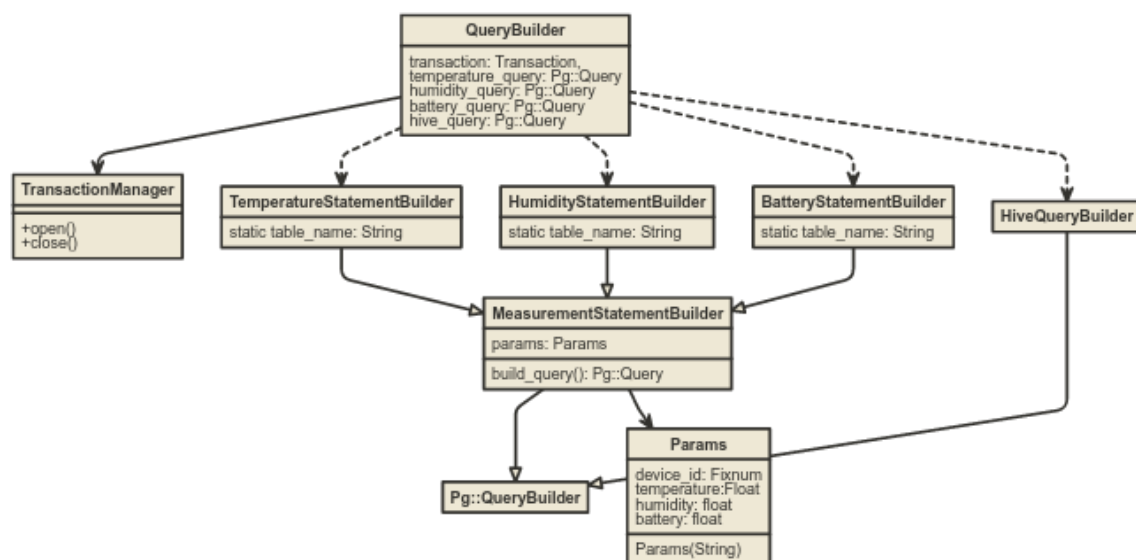 QueryBuilder
transaction: Transaction,
temperature_query: Pg::Query
humidity_query: Pg::Query
battery_query: Pg::Query
hive_query: Pg::Query
TransactionManager
+open()
+close()
TemperatureStatementBuilder
static table_name: String
HumidityStatementBuilder
static table_name: String
BatteryStatementBuilder
static table_name: String
HiveQueryBuilder
MeasurementStatementBuilder
params: Params
build_query(): Pg::Query
Pg::QueryBuilder
Params
device_id: Fixnum
temperature:Float
humidity: float
battery: float
Params(String)